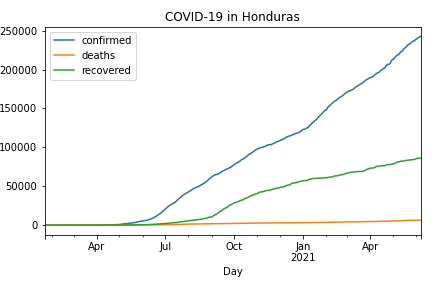 COVID-19 in Honduras
250000
200000
150000
100000
50000
0
confirmed
deaths
recovered
Apr
Jul
Oct
Jan
2021
Apr
Day